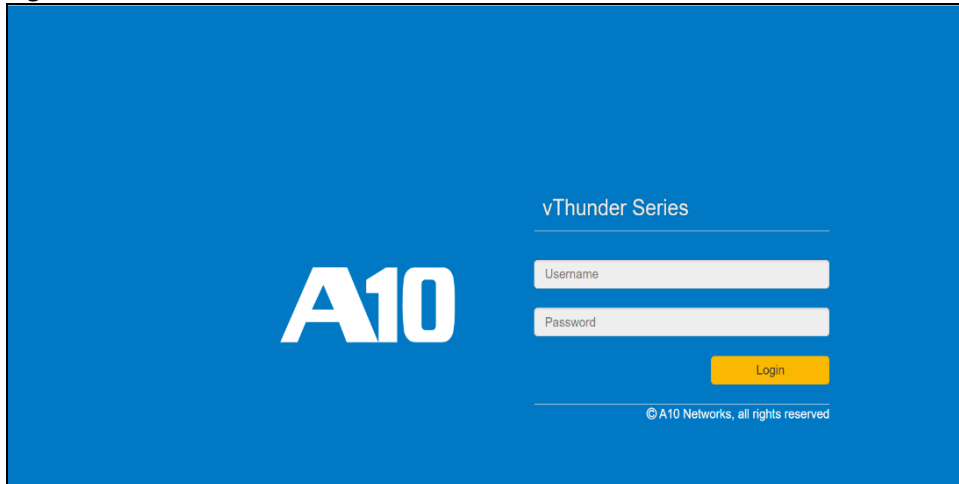 vThunder Series
A10
Username
Password
Login
© A10 Networks, all rights reserved